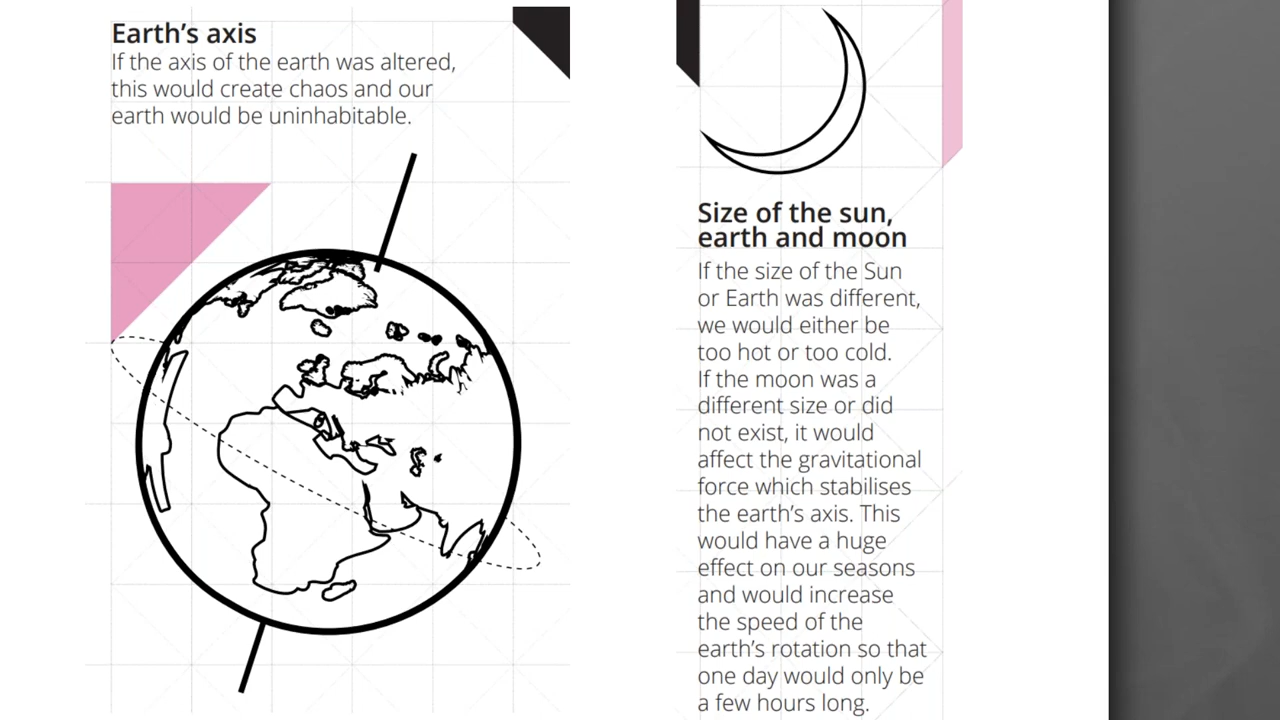 Earth's axis
If the axis of the earth was altered,
this would create chaos and our
earth would be uninhabitable.
Size of the sun,
earth and moon
If the size of the Sun
or Earth was different,
we would either be
too hot or too cold.
If the moon was a
different size or did
not exist, it would
affect the gravitational
force which stabilises
the earth's axis. This
would have a huge
effect on our seasons
and would increase
the speed of the
earth's rotation so that
one day would only be
a few hours long.